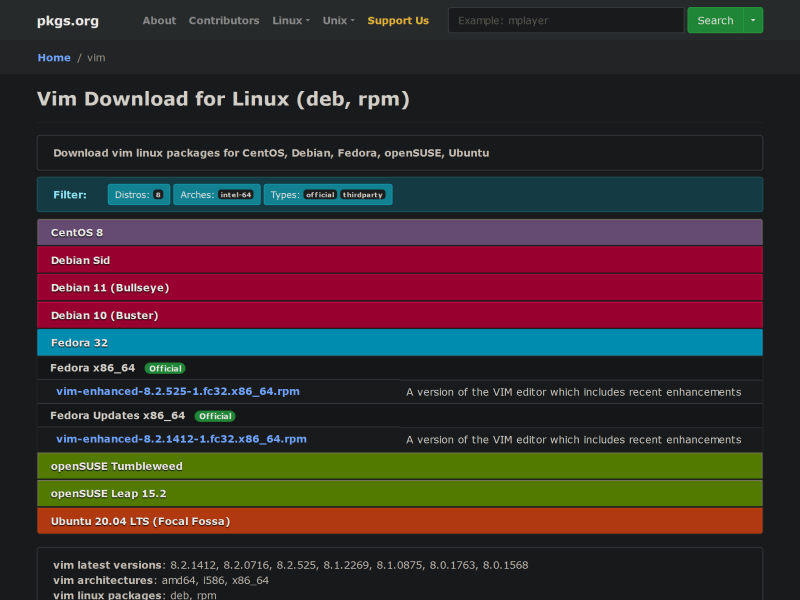 pkgs.org About Contributors Linux Unix Support Us Example: mplayer Search
Home / vim
Vim Download for Linux (deb, rpm)
Download vim linux packages for CentOS, Debian, Fedora, openSUSE, Ubuntu
Filter: Distros: 8 Arches: intel-64 Types: official thirdparty
CentOS 8
Debian Sid
Debian 11 (Bullseye)
Debian 10 (Buster)
Fedora 32
Fedora x86_64 Official
vim-enhanced-8.2.525-1.fc32.x86_64.rpm A version of the VIM editor which includes recent enhancements
Fedora Updates x86_64 Official
vim-enhanced-8.2.1412-1.fc32.x86_64.rpm A version of the VIM editor which includes recent enhancements
openSUSE Tumbleweed
openSUSE Leap 15.2
Ubuntu 20.04 LTS (Focal Fossa)
vim latest versions: 8.2.1412, 8.2.0716, 8.2.525, 8.1.2269, 8.1.0875, 8.0.1763, 8.0.1568
vim architectures: amd64, i586, x86_64
vim linux packages: deb, rpm